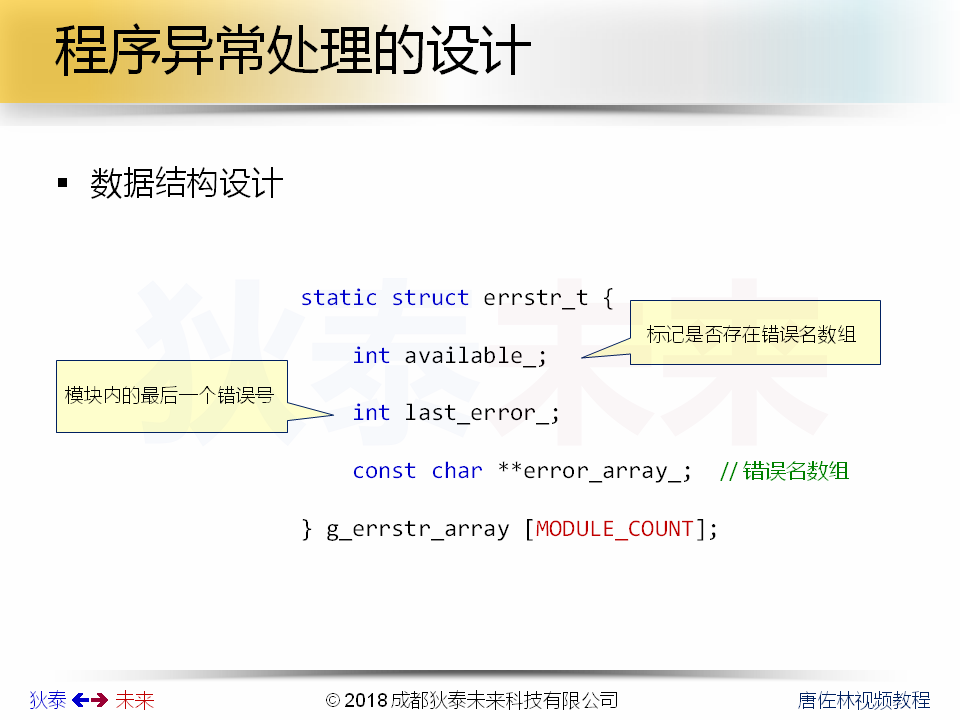 程序异常处理的设计
▪ 数据结构设计
狄泰未来
static struct errstr_t {
标记是否存在错误名数组
int available_;
模块内的最后一个错误号
int last_error_;
const char **error_array_; // 错误名数组
} g_errstr_array [MODULE_COUNT];
狄泰 未来
© 2018 成都狄泰未来科技有限公司
唐佐林视频教程